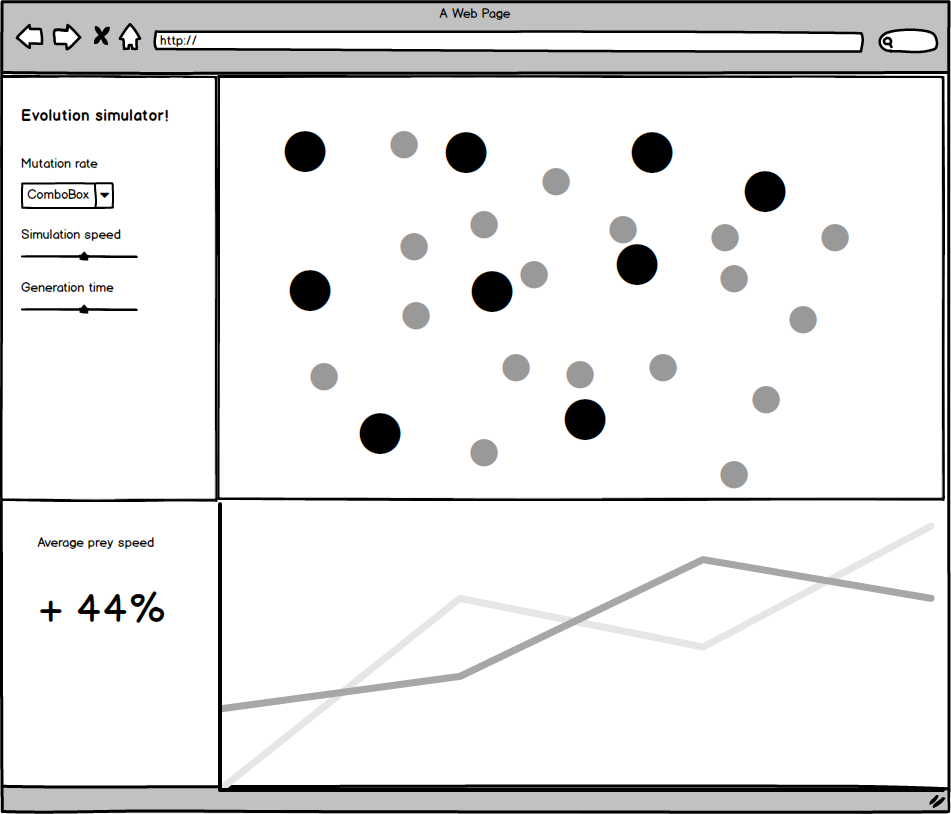 A Web Page
http://
Evolution simulator!
Mutation rate
ComboBox
Simulation speed
Generation time
Average prey speed
+ 44%